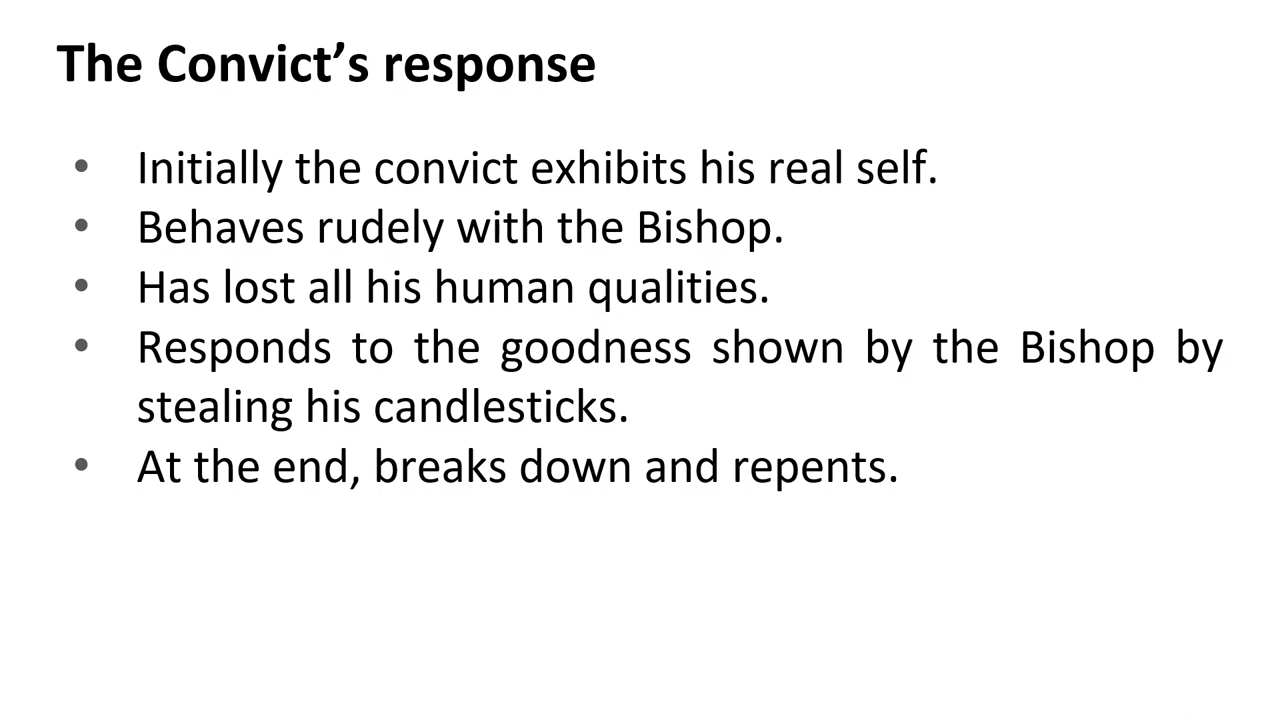 The Convict’s response
• Initially the convict exhibits his real self.
• Behaves rudely with the Bishop.
• Has lost all his human qualities.
• Responds to the goodness shown by the Bishop by
stealing his candlesticks.
• At the end, breaks down and repents.